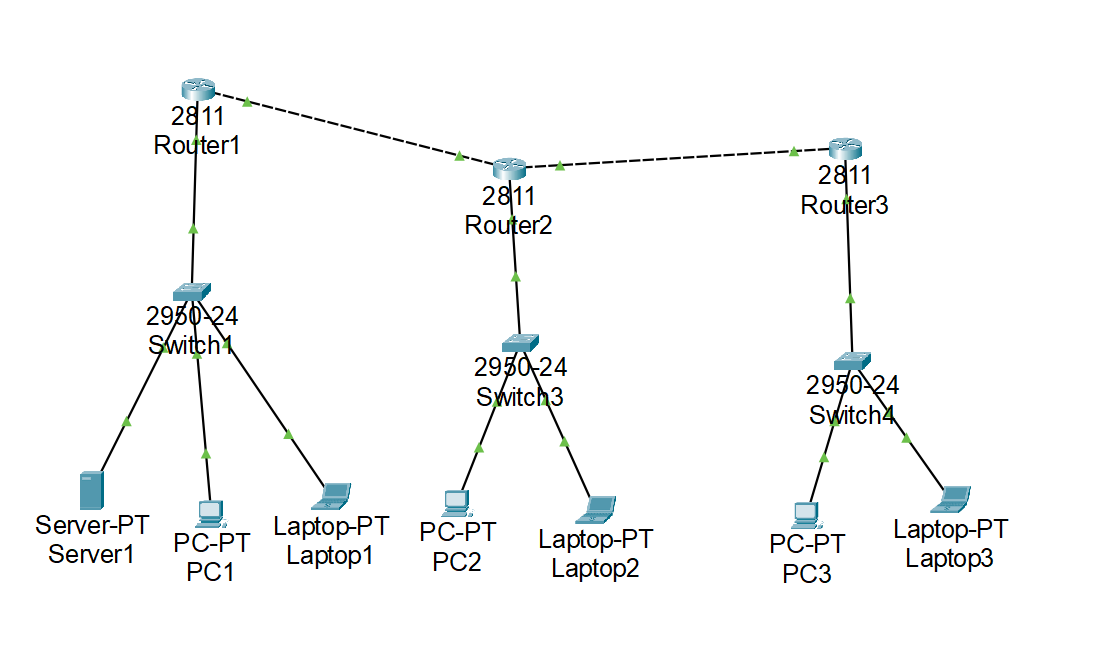 2811
Router1
2811
Router2
2811
Router3
2950-24
Switch1
2950-24
Switch3
2950-24
Switch4
Server-PT
Server1
PC-PT
PC1
Laptop-PT
Laptop1
PC-PT
PC2
Laptop-PT
Laptop2
PC-PT
PC3
Laptop-PT
Laptop3